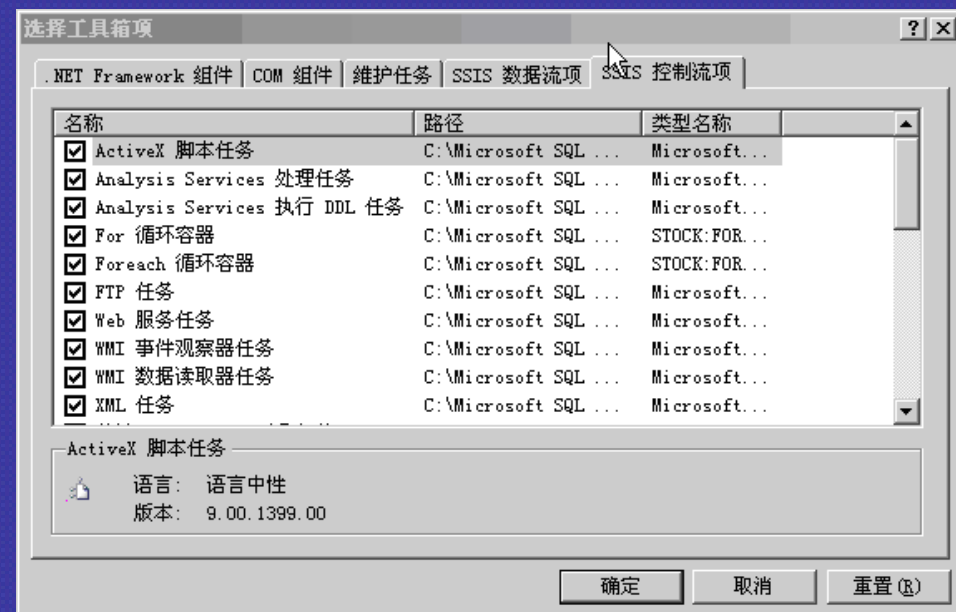 选择工具箱项
.NET Framework 组件 COM 组件 维护任务 SSIS 数据流项 SSIS 控制流项
名称 路径 类型名称
ActiveX 脚本任务 C:\Microsoft SQL ... Microsoft...
Analysis Services 处理任务 C:\Microsoft SQL ... Microsoft...
Analysis Services 执行 DDL 任务 C:\Microsoft SQL ... Microsoft...
For 循环容器 C:\Microsoft SQL ... STOCK:FOR...
Foreach 循环容器 C:\Microsoft SQL ... STOCK:FOR...
FTP 任务 C:\Microsoft SQL ... Microsoft...
Web 服务任务 C:\Microsoft SQL ... Microsoft...
WMI 事件观察器任务 C:\Microsoft SQL ... Microsoft...
WMI 数据读取器任务 C:\Microsoft SQL ... Microsoft...
XML 任务 C:\Microsoft SQL ... Microsoft...
ActiveX 脚本任务
语言: 语言中性
版本: 9.00.1399.00
确定 取消 重置(R)